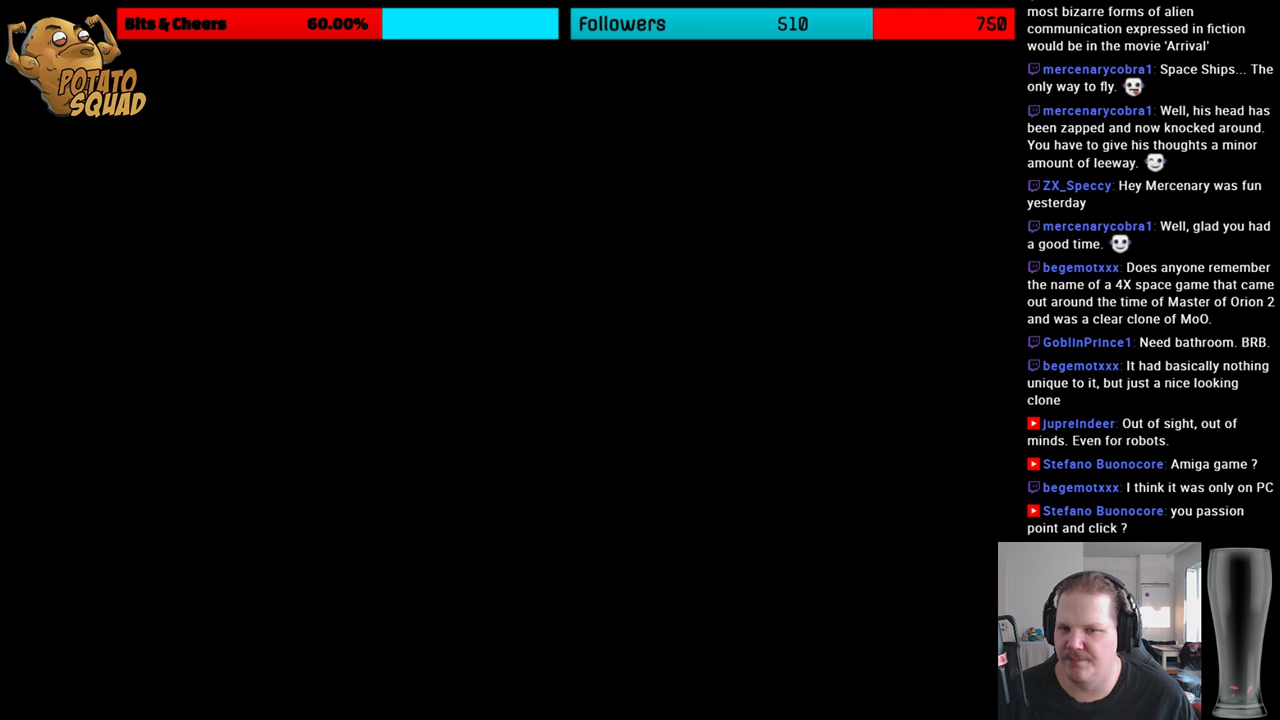 Bits & Cheers 60.00%
Followers 510 750
POTATO
SQUAD
most bizarre forms of alien
communication expressed in fiction
would be in the movie 'Arrival'
mercenarycobra1: Space Ships... The
only way to fly.
mercenarycobra1: Well, his head has
been zapped and now knocked around.
You have to give his thoughts a minor
amount of leeway.
ZX_Speccy: Hey Mercenary was fun
yesterday
mercenarycobra1: Well, glad you had
a good time.
begemotxxx: Does anyone remember
the name of a 4X space game that came
out around the time of Master of Orion 2
and was a clear clone of MoO.
GoblinPrince1: Need bathroom. BRB.
begemotxxx: It had basically nothing
unique to it, but just a nice looking
clone
jupreindeer: Out of sight, out of
minds. Even for robots.
Stefano Buonocore: Amiga game ?
begemotxxx: I think it was only on PC
Stefano Buonocore: you passion
point and click ?